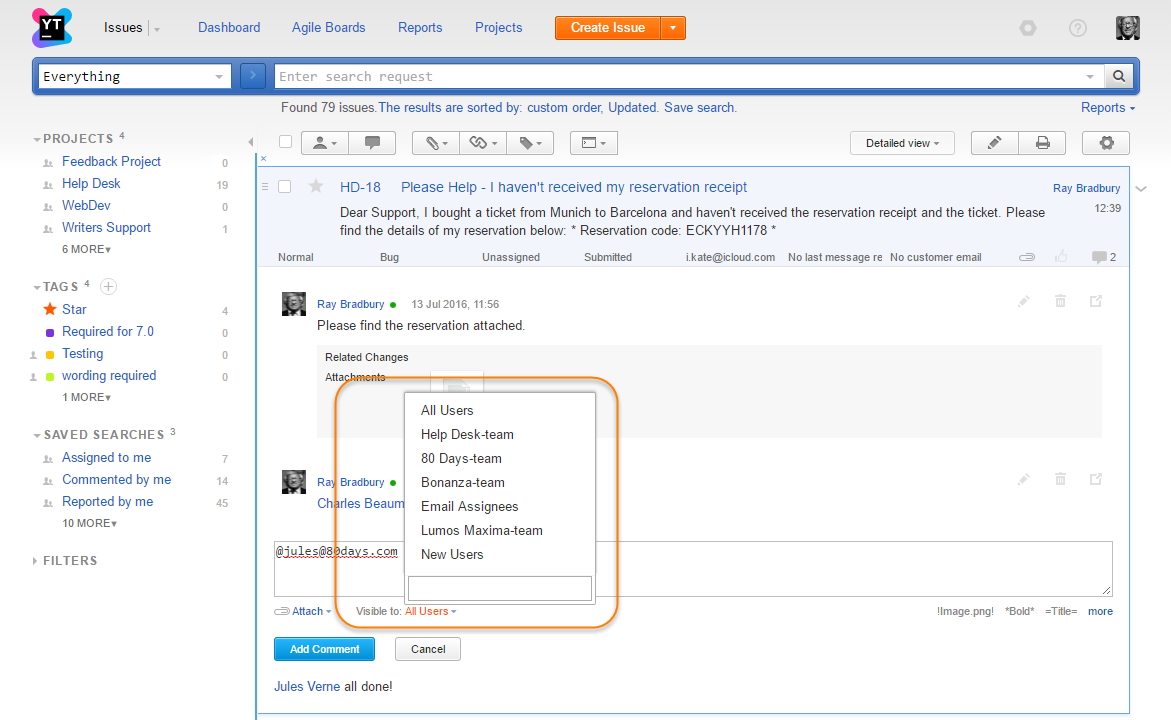 YT
Issues Dashboard Agile Boards Reports Projects Create Issue
Everything Enter search request
Found 79 issues. The results are sorted by: custom order, Updated. Save search. Reports
PROJECTS 4
Feedback Project 0
Help Desk 19
WebDev 0
Writers Support 1
6 MORE▾
TAGS 4
Star 4
Required for 7.0 0
Testing 0
wording required 0
1 MORE▾
SAVED SEARCHES 3
Assigned to me 7
Commented by me 14
Reported by me 45
10 MORE▾
FILTERS
Detailed view
HD-18 Please Help - I haven't received my reservation receipt Ray Bradbury
12:39
Dear Support, I bought a ticket from Munich to Barcelona and haven't received the reservation receipt and the ticket. Please
find the details of my reservation below: * Reservation code: ECKYYH1178 *
Normal Bug Unassigned Submitted i.kate@icloud.com No last message re No customer email 2
Ray Bradbury 13 Jul 2016, 11:56
Please find the reservation attached.
Related Changes
Attachments
All Users
Help Desk-team
80 Days-team
Bonanza-team
Email Assignees
Lumos Maxima-team
New Users
Ray Bradbury
Charles Beaum
@jules@80days.com
Attach Visible to: All Users !Image.png! *Bold* =Title= more
Add Comment Cancel
Jules Verne all done!